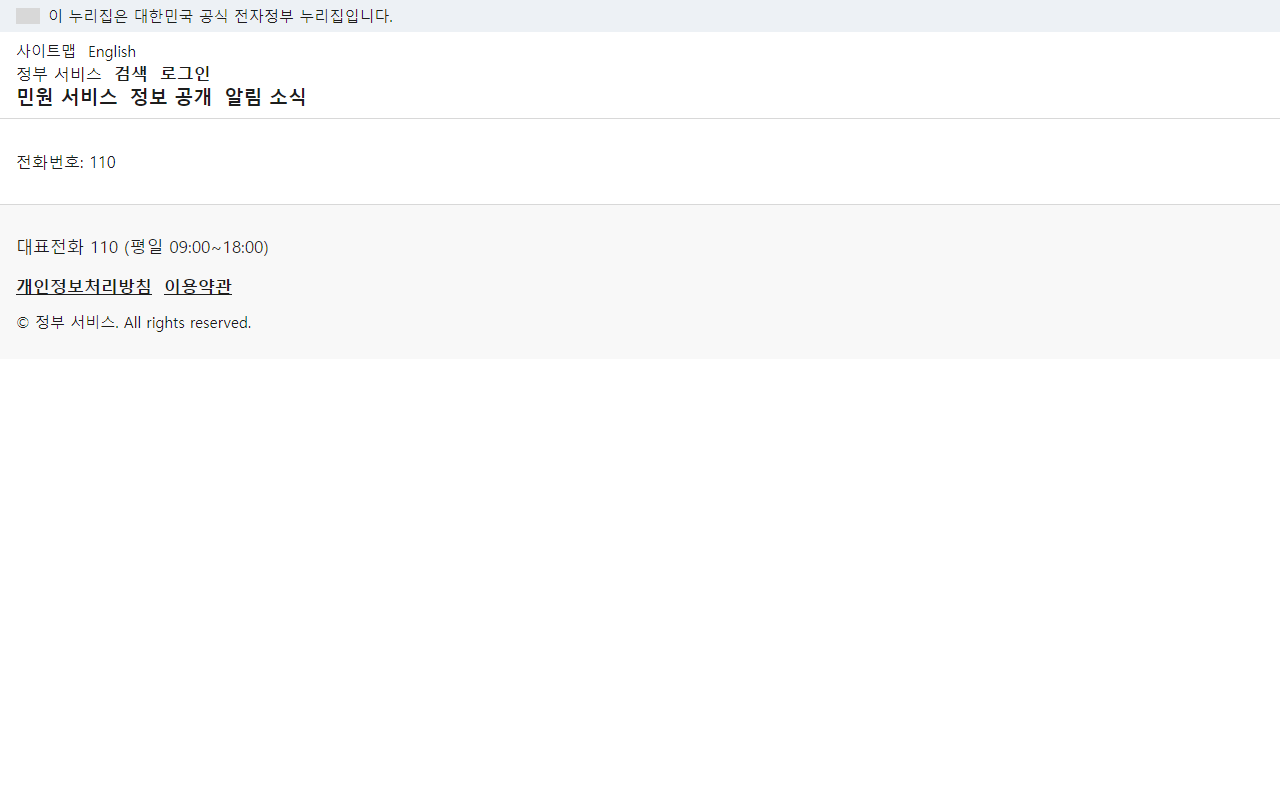 이 누리집은 대한민국 공식 전자정부 누리집입니다.
사이트맵 English
정부 서비스 검색 로그인
민원 서비스 정보 공개 알림 소식
전화번호: 110
대표전화 110 (평일 09:00~18:00)
개인정보처리방침 이용약관
© 정부 서비스. All rights reserved.